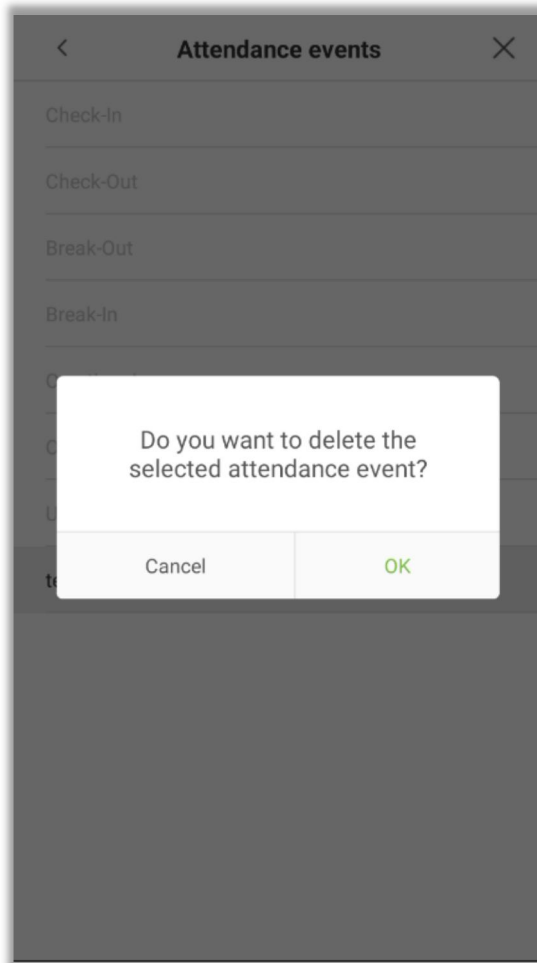 Attendance events
Check-In
Check-Out
Break-Out
Break-In
Do you want to delete the
selected attendance event?
Cancel
OK